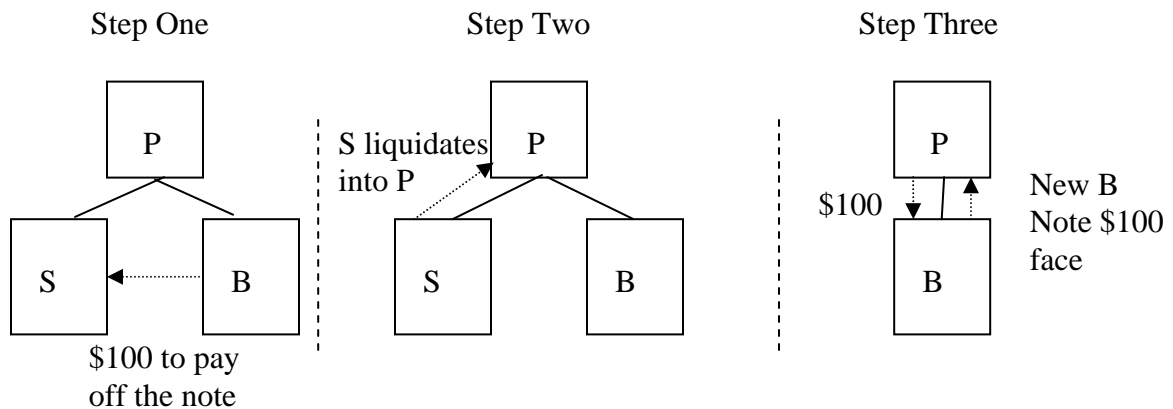 Step One
P
S
B
$100 to pay
off the note
Step Two
S liquidates
into P
P
S
B
Step Three
P
$100
New B
Note $100
face
B